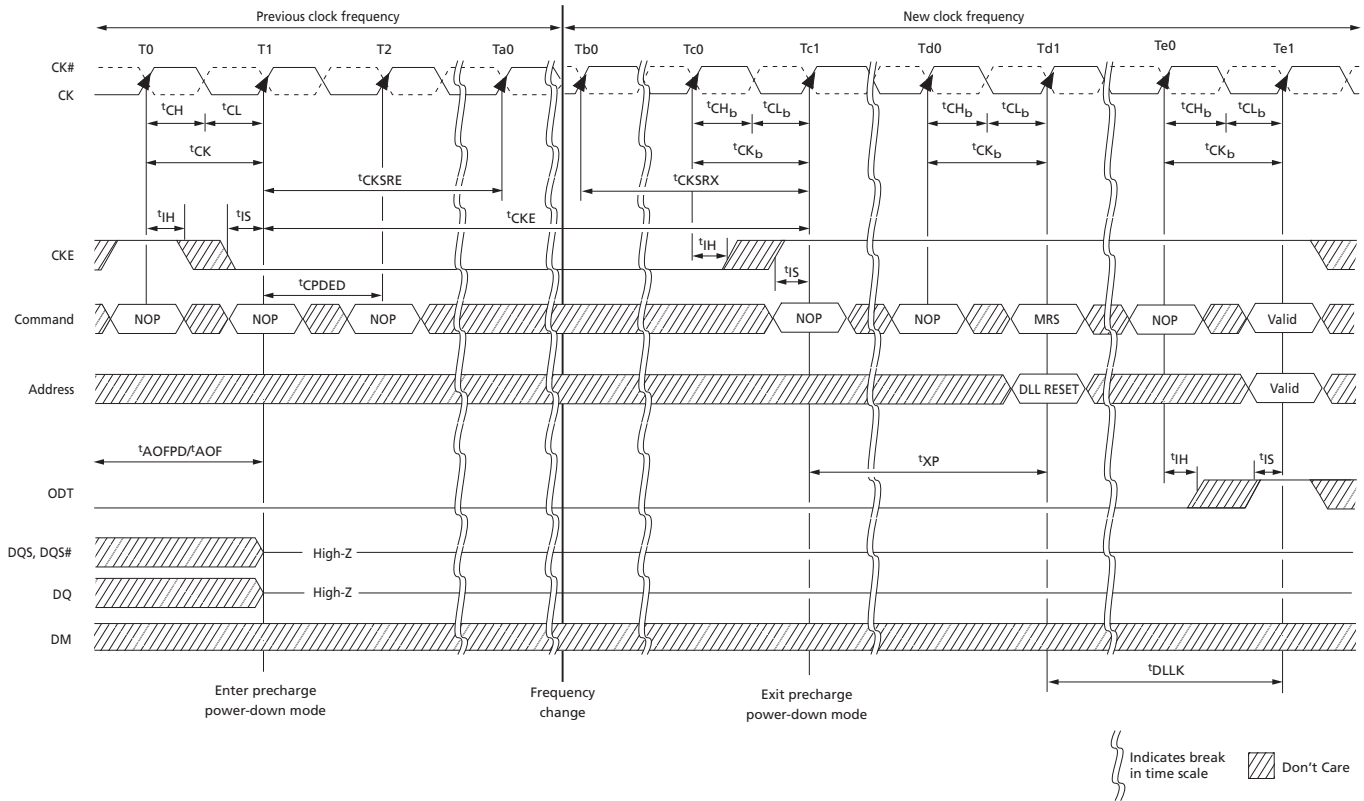 Previous clock frequency New clock frequency
T0 T1 T2 Ta0 Tb0 Tc0 Tc1 Td0 Td1 Te0 Te1
CK#
CK
tCH tCL tCHb tCLb tCHb tCLb tCHb tCLb
tCK tCKb tCKb tCKb
tCKSRE tCKSRX
tIH tIS tCKE
CKE tIH
tIS
tCPDED
Command NOP NOP NOP NOP NOP MRS NOP Valid
Address DLL RESET Valid
tAOFPD/tAOF tXP tIH tIS
ODT
DQS, DQS# High-Z
DQ High-Z
DM
tDLLK
Enter precharge Frequency Exit precharge
power-down mode change power-down mode
Indicates break
in time scale Don't Care